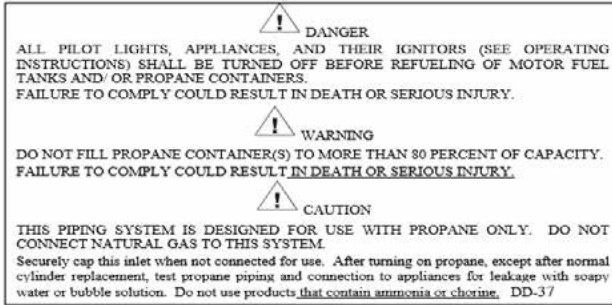 DANGER
ALL PILOT LIGHTS, APPLIANCES, AND THEIR IGNITORS (SEE OPERATING
INSTRUCTIONS) SHALL BE TURNED OFF BEFORE REFUELING OF MOTOR FUEL
TANKS AND/ OR PROPANE CONTAINERS.
FAILURE TO COMPLY COULD RESULT IN DEATH OR SERIOUS INJURY.
WARNING
DO NOT FILL PROPANE CONTAINER(S) TO MORE THAN 80 PERCENT OF CAPACITY.
FAILURE TO COMPLY COULD RESULT IN DEATH OR SERIOUS INJURY.
CAUTION
THIS PIPING SYSTEM IS DESIGNED FOR USE WITH PROPANE ONLY. DO NOT
CONNECT NATURAL GAS TO THIS SYSTEM.
Securely cap this inlet when not connected for use. After turning on propane, except after normal
cylinder replacement, test propane piping and connection to appliances for leakage with soapy
water or bubble solution. Do not use products that contain ammonia or chorine. DD-37